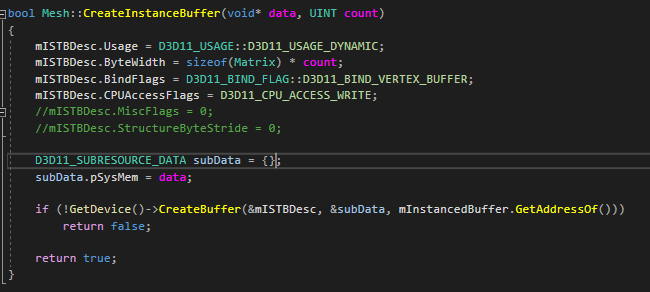 bool Mesh::CreateInstanceBuffer(void* data, UINT count)
{
mISTBDesc.Usage = D3D11_USAGE::D3D11_USAGE_DYNAMIC;
mISTBDesc.ByteWidth = sizeof(Matrix) * count;
mISTBDesc.BindFlags = D3D11_BIND_FLAG::D3D11_BIND_VERTEX_BUFFER;
mISTBDesc.CPUAccessFlags = D3D11_CPU_ACCESS_WRITE;
//mISTBDesc.MiscFlags = 0;
//mISTBDesc.StructureByteStride = 0;
D3D11_SUBRESOURCE_DATA subData = {};
subData.pSysMem = data;
if (!GetDevice()->CreateBuffer(&mISTBDesc, &subData, mInstancedBuffer.GetAddressOf()))
return false;
return true;
}